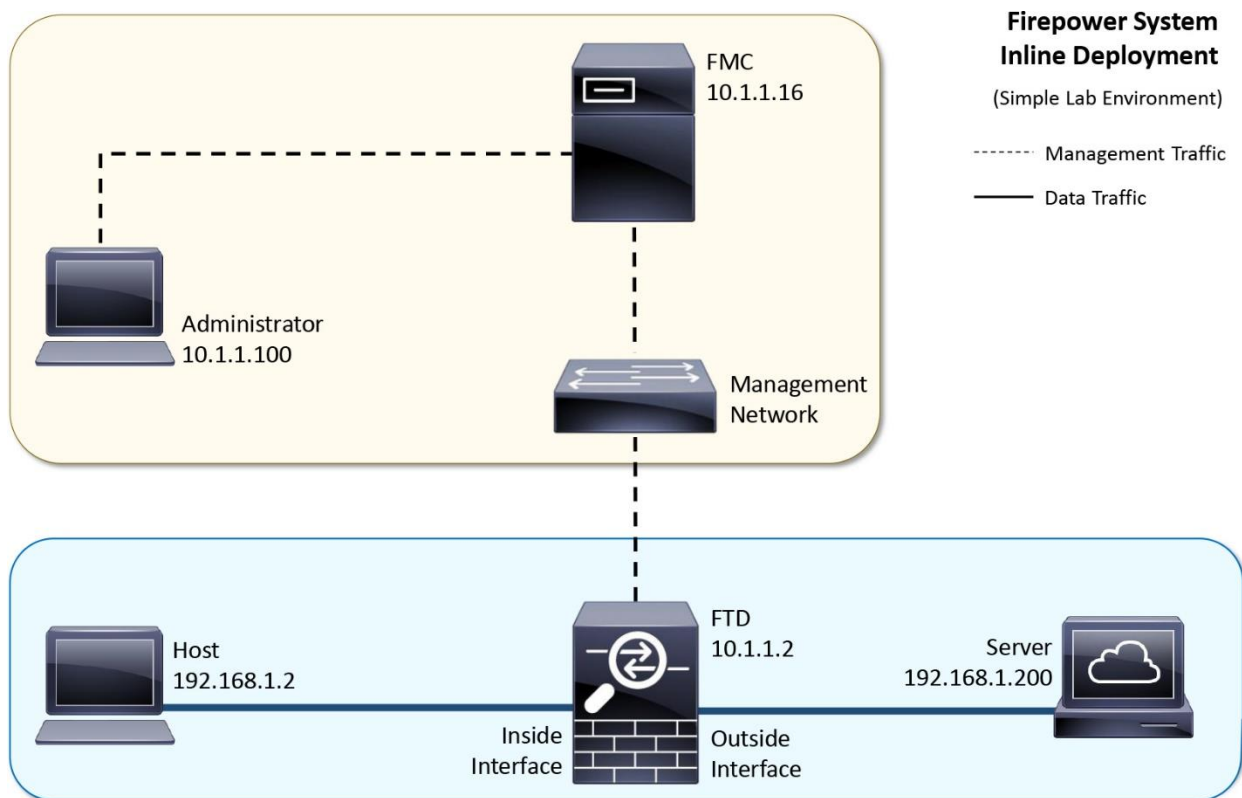 Firepower System
Inline Deployment
(Simple Lab Environment)
Management Traffic
Data Traffic
FMC
10.1.1.16
Administrator
10.1.1.100
Management
Network
Host
192.168.1.2
FTD
10.1.1.2
Server
192.168.1.200
Inside
Interface
Outside
Interface